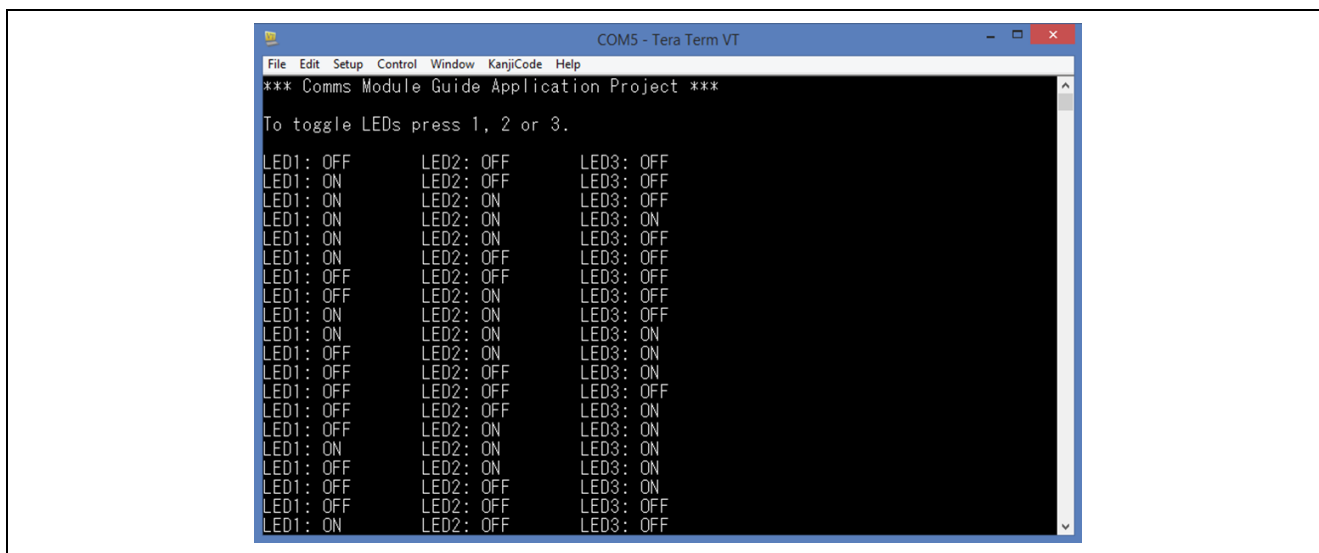 COM5 - Tera Term VT
File Edit Setup Control Window KanjiCode Help
*** Comms Module Guide Application Project ***
To toggle LEDs press 1, 2 or 3.
LED1: OFF LED2: OFF LED3: OFF
LED1: ON LED2: OFF LED3: OFF
LED1: ON LED2: ON LED3: OFF
LED1: ON LED2: ON LED3: ON
LED1: ON LED2: ON LED3: OFF
LED1: ON LED2: OFF LED3: OFF
LED1: OFF LED2: OFF LED3: OFF
LED1: OFF LED2: ON LED3: OFF
LED1: ON LED2: ON LED3: OFF
LED1: ON LED2: ON LED3: ON
LED1: OFF LED2: ON LED3: ON
LED1: OFF LED2: OFF LED3: ON
LED1: OFF LED2: OFF LED3: OFF
LED1: OFF LED2: OFF LED3: ON
LED1: OFF LED2: ON LED3: ON
LED1: ON LED2: ON LED3: ON
LED1: OFF LED2: ON LED3: ON
LED1: OFF LED2: OFF LED3: ON
LED1: OFF LED2: OFF LED3: OFF
LED1: ON LED2: OFF LED3: OFF